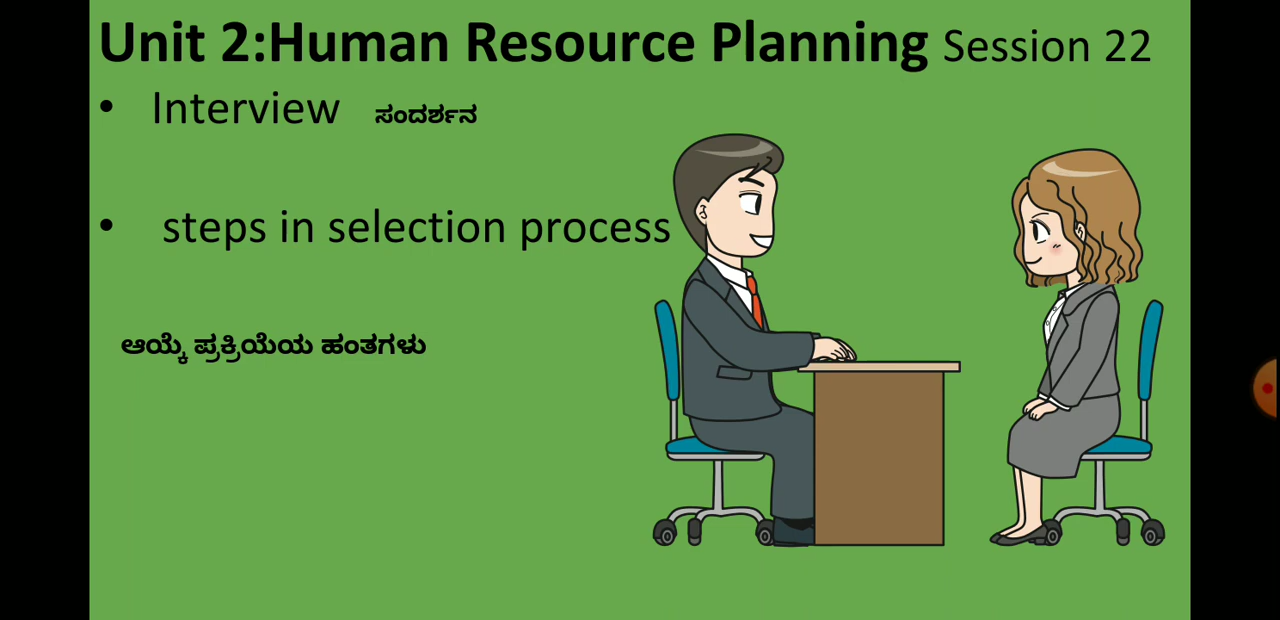 Unit 2:Human Resource Planning Session 22
• Interview ಸಂದರ್ಶನ
• steps in selection process
ಆಯ್ಕೆ ಪ್ರಕ್ರಿಯೆಯ ಹಂತಗಳು